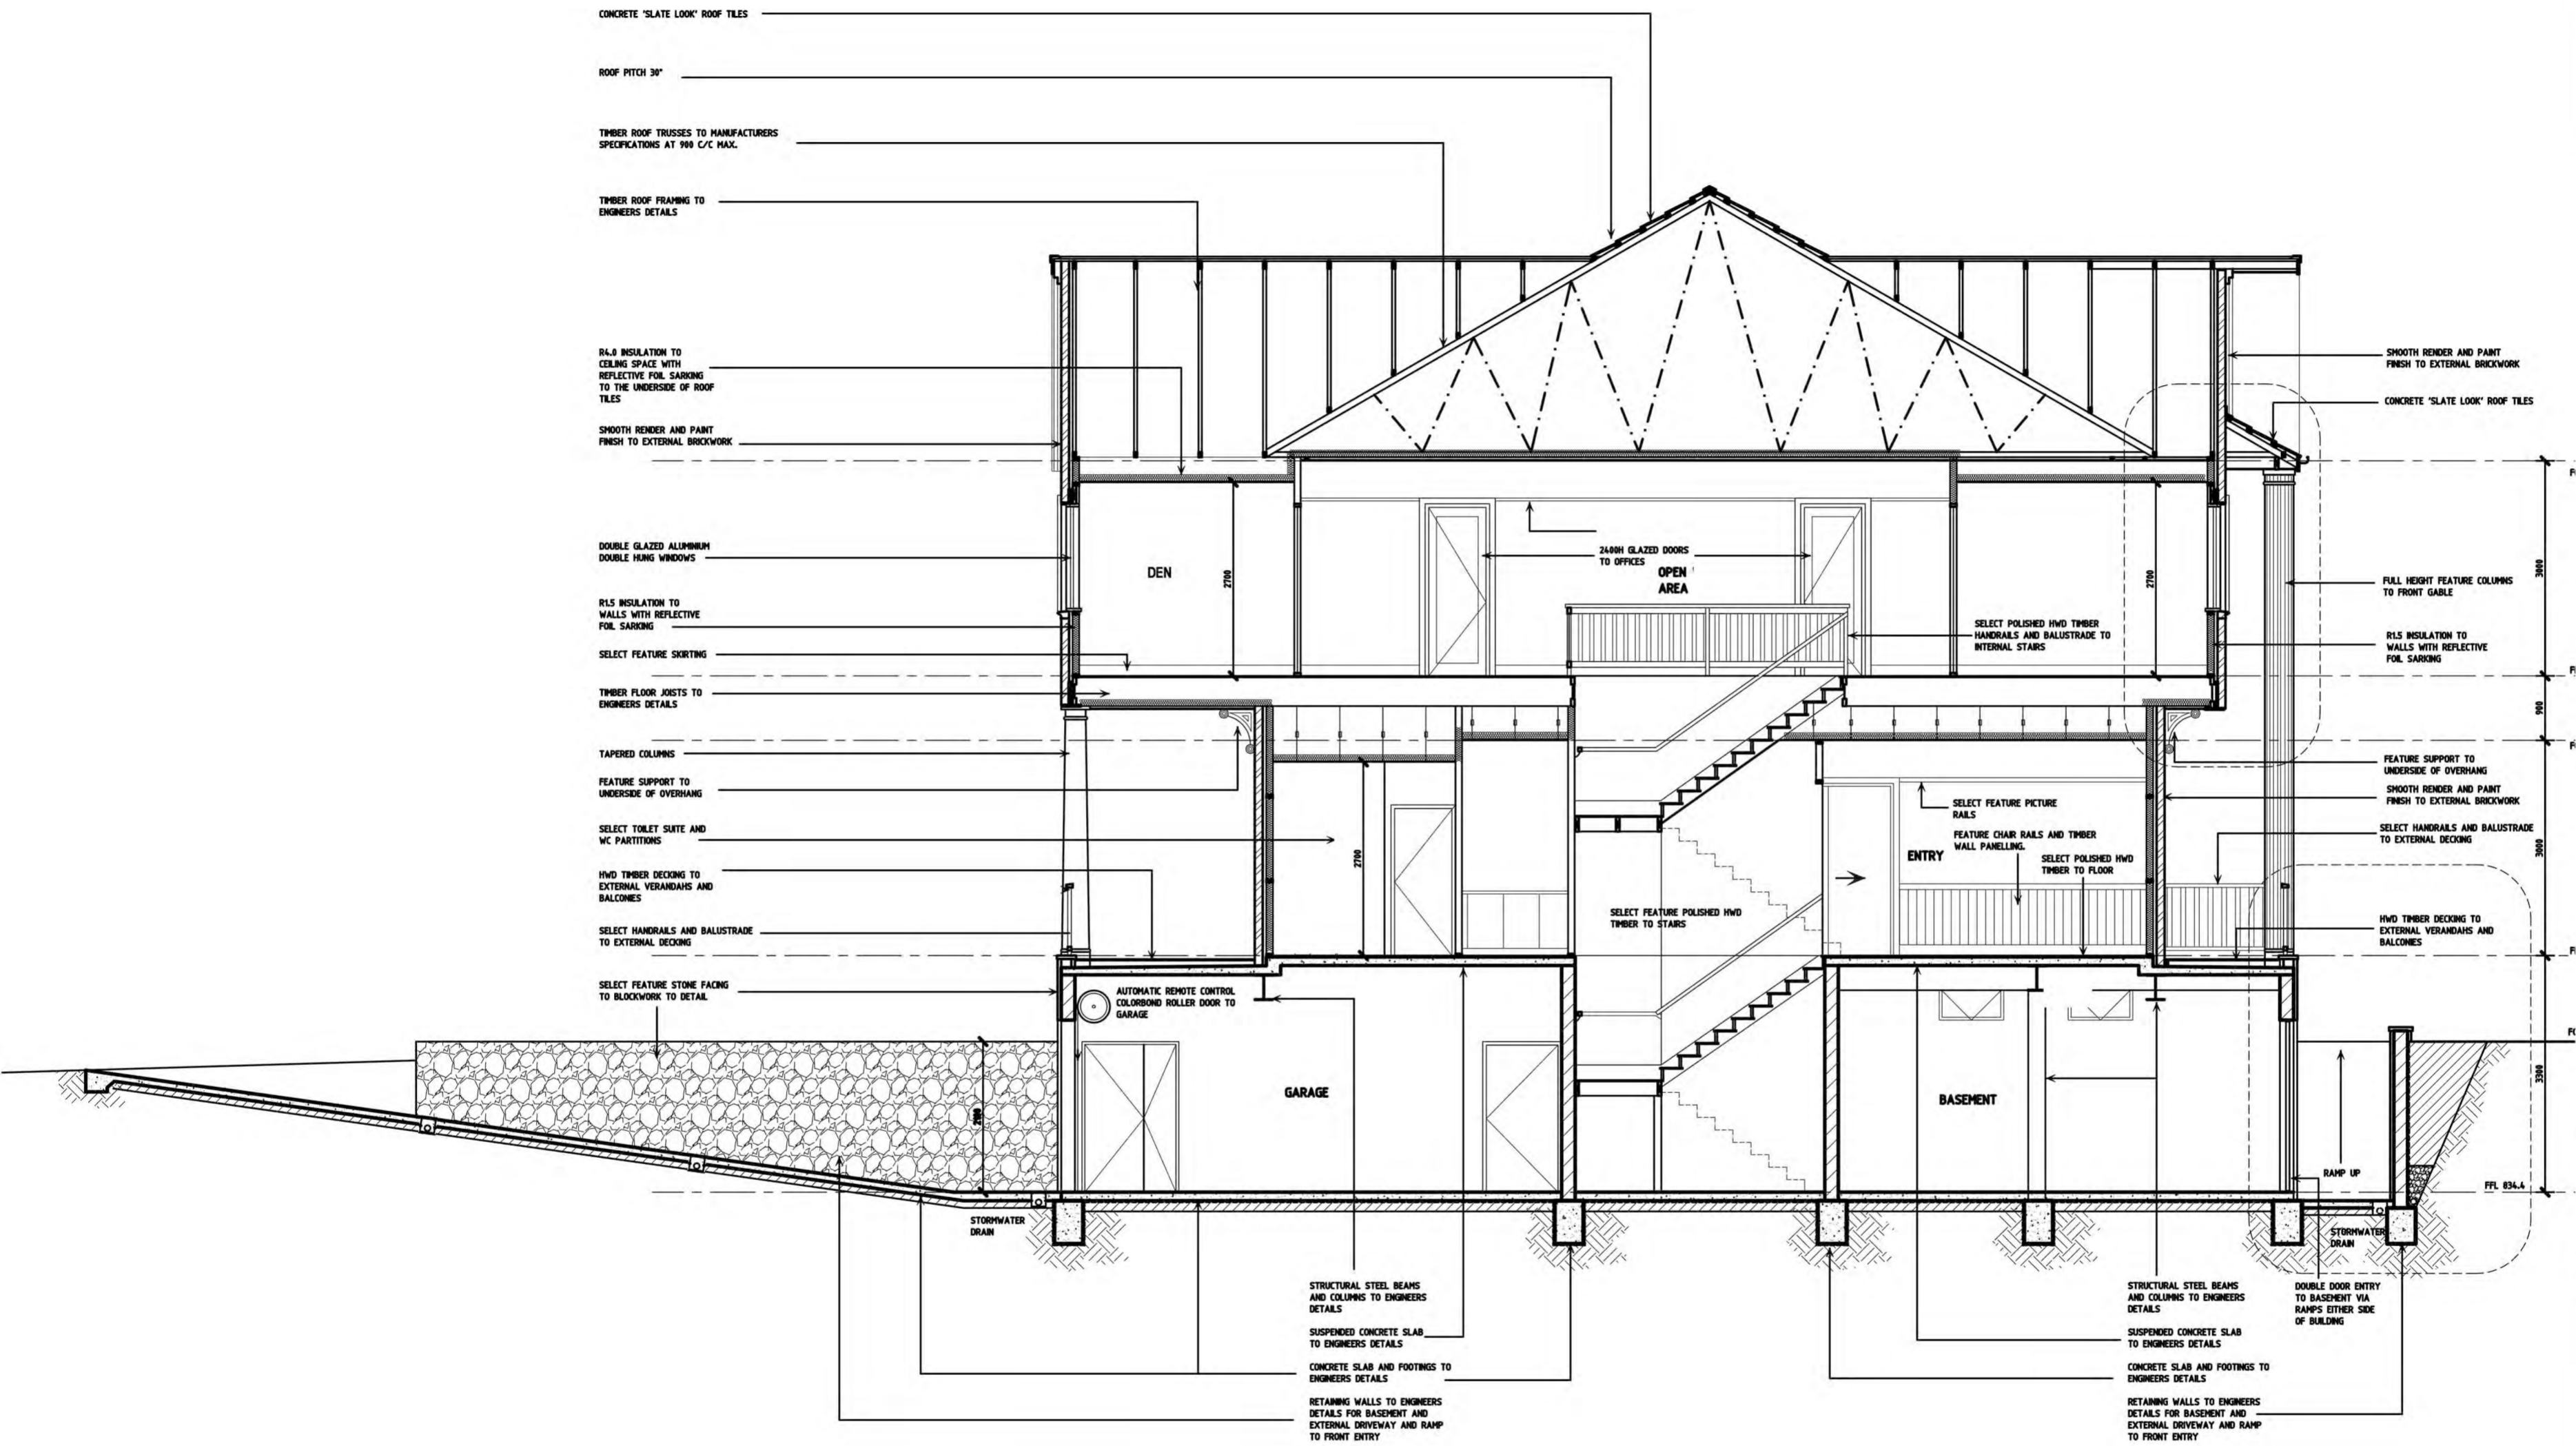 CONCRETE 'SLATE LOOK' ROOF TILES
ROOF PITCH 30°
TIMBER ROOF TRUSSES TO MANUFACTURERS
SPECIFICATIONS AT 900 C/C MAX.
TIMBER ROOF FRAMING TO
ENGINEERS DETAILS
R4.0 INSULATION TO
CEILING SPACE WITH
REFLECTIVE FOIL SARKING
TO THE UNDERSIDE OF ROOF
TILES
SMOOTH RENDER AND PAINT
FINISH TO EXTERNAL BRICKWORK
DOUBLE GLAZED ALUMINIUM
DOUBLE HUNG WINDOWS
R1.5 INSULATION TO
WALLS WITH REFLECTIVE
FOIL SARKING
SELECT FEATURE SKIRTING
TIMBER FLOOR JOISTS TO
ENGINEERS DETAILS
TAPERED COLUMNS
FEATURE SUPPORT TO
UNDERSIDE OF OVERHANG
SELECT TOILET SUITE AND
WC PARTITIONS
HWD TIMBER DECKING TO
EXTERNAL VERANDAHS AND
BALCONIES
SELECT HANDRAILS AND BALUSTRADE
TO EXTERNAL DECKING
SELECT FEATURE STONE FACING
TO BLOCKWORK TO DETAIL
DEN
2700
2400H GLAZED DOORS
TO OFFICES
OPEN
AREA
2700
SELECT POLISHED HWD TIMBER
HANDRAILS AND BALUSTRADE TO
INTERNAL STAIRS
2700
SELECT FEATURE PICTURE
RAILS
FEATURE CHAIR RAILS AND TIMBER
WALL PANELLING.
ENTRY
SELECT POLISHED HWD
TIMBER TO FLOOR
SELECT FEATURE POLISHED HWD
TIMBER TO STAIRS
AUTOMATIC REMOTE CONTROL
COLORBOND ROLLER DOOR TO
GARAGE
GARAGE
BASEMENT
2100
RAMP UP
STORMWATER
DRAIN
STORMWATER
DRAIN
SMOOTH RENDER AND PAINT
FINISH TO EXTERNAL BRICKWORK
CONCRETE 'SLATE LOOK' ROOF TILES
FULL HEIGHT FEATURE COLUMNS
TO FRONT GABLE
R1.5 INSULATION TO
WALLS WITH REFLECTIVE
FOIL SARKING
FEATURE SUPPORT TO
UNDERSIDE OF OVERHANG
SMOOTH RENDER AND PAINT
FINISH TO EXTERNAL BRICKWORK
SELECT HANDRAILS AND BALUSTRADE
TO EXTERNAL DECKING
HWD TIMBER DECKING TO
EXTERNAL VERANDAHS AND
BALCONIES
3000
900
3000
3300
FFL 834.4
STRUCTURAL STEEL BEAMS
AND COLUMNS TO ENGINEERS
DETAILS
SUSPENDED CONCRETE SLAB
TO ENGINEERS DETAILS
CONCRETE SLAB AND FOOTINGS TO
ENGINEERS DETAILS
RETAINING WALLS TO ENGINEERS
DETAILS FOR BASEMENT AND
EXTERNAL DRIVEWAY AND RAMP
TO FRONT ENTRY
STRUCTURAL STEEL BEAMS
AND COLUMNS TO ENGINEERS
DETAILS
SUSPENDED CONCRETE SLAB
TO ENGINEERS DETAILS
CONCRETE SLAB AND FOOTINGS TO
ENGINEERS DETAILS
RETAINING WALLS TO ENGINEERS
DETAILS FOR BASEMENT AND
EXTERNAL DRIVEWAY AND RAMP
TO FRONT ENTRY
DOUBLE DOOR ENTRY
TO BASEMENT VIA
RAMPS EITHER SIDE
OF BUILDING